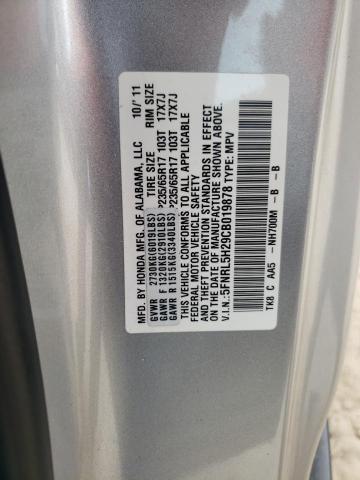 MFD. BY HONDA MFG. OF ALABAMA, LLC 10/'11
GVWR 2730KG(6019LBS) TIRE SIZE RIM SIZE
GAWR F 1320KG(2910LBS) P235/65R17 103T 17X7J
GAWR R 1515KG(3340LBS) P235/65R17 103T 17X7J
THIS VEHICLE CONFORMS TO ALL APPLICABLE
FEDERAL MOTOR VEHICLE SAFETY AND
THEFT PREVENTION STANDARDS IN EFFECT
ON THE DATE OF MANUFACTURE SHOWN ABOVE.
V.I.N.:5FNRL5H29CB019878 TYPE: MPV
TK8 C AA5 -NH700M -B -B